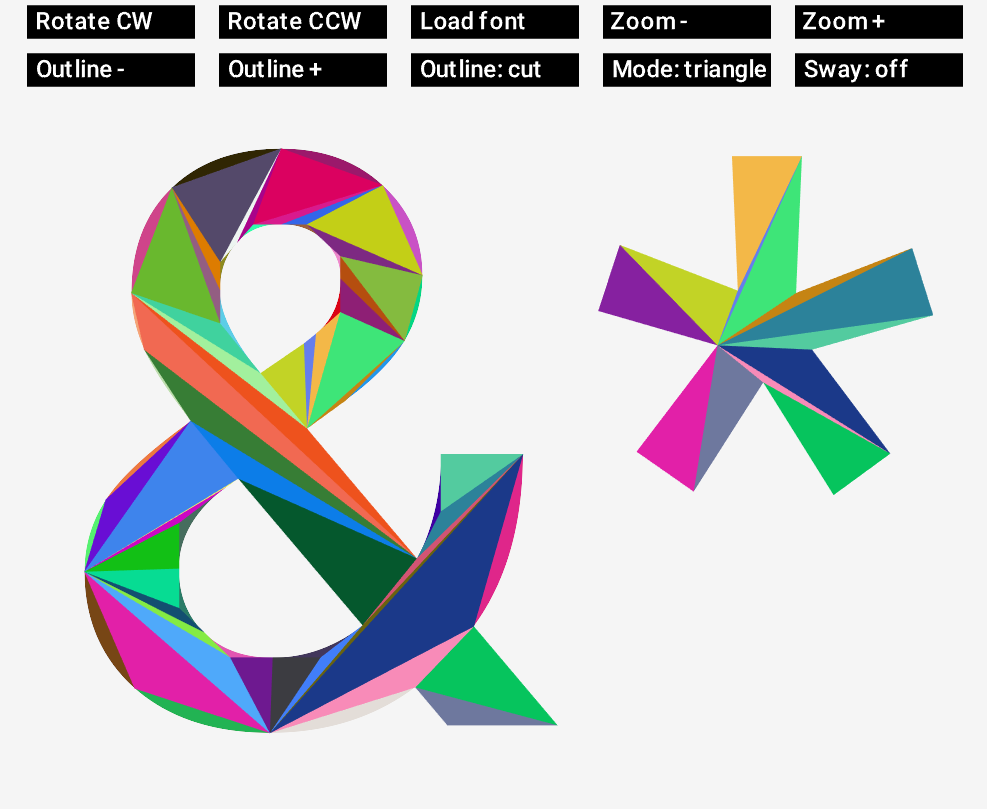 Rotate CW Rotate CCW Load font Zoom - Zoom +
Outline - Outline + Outline: cut Mode: triangle Sway: off
&*